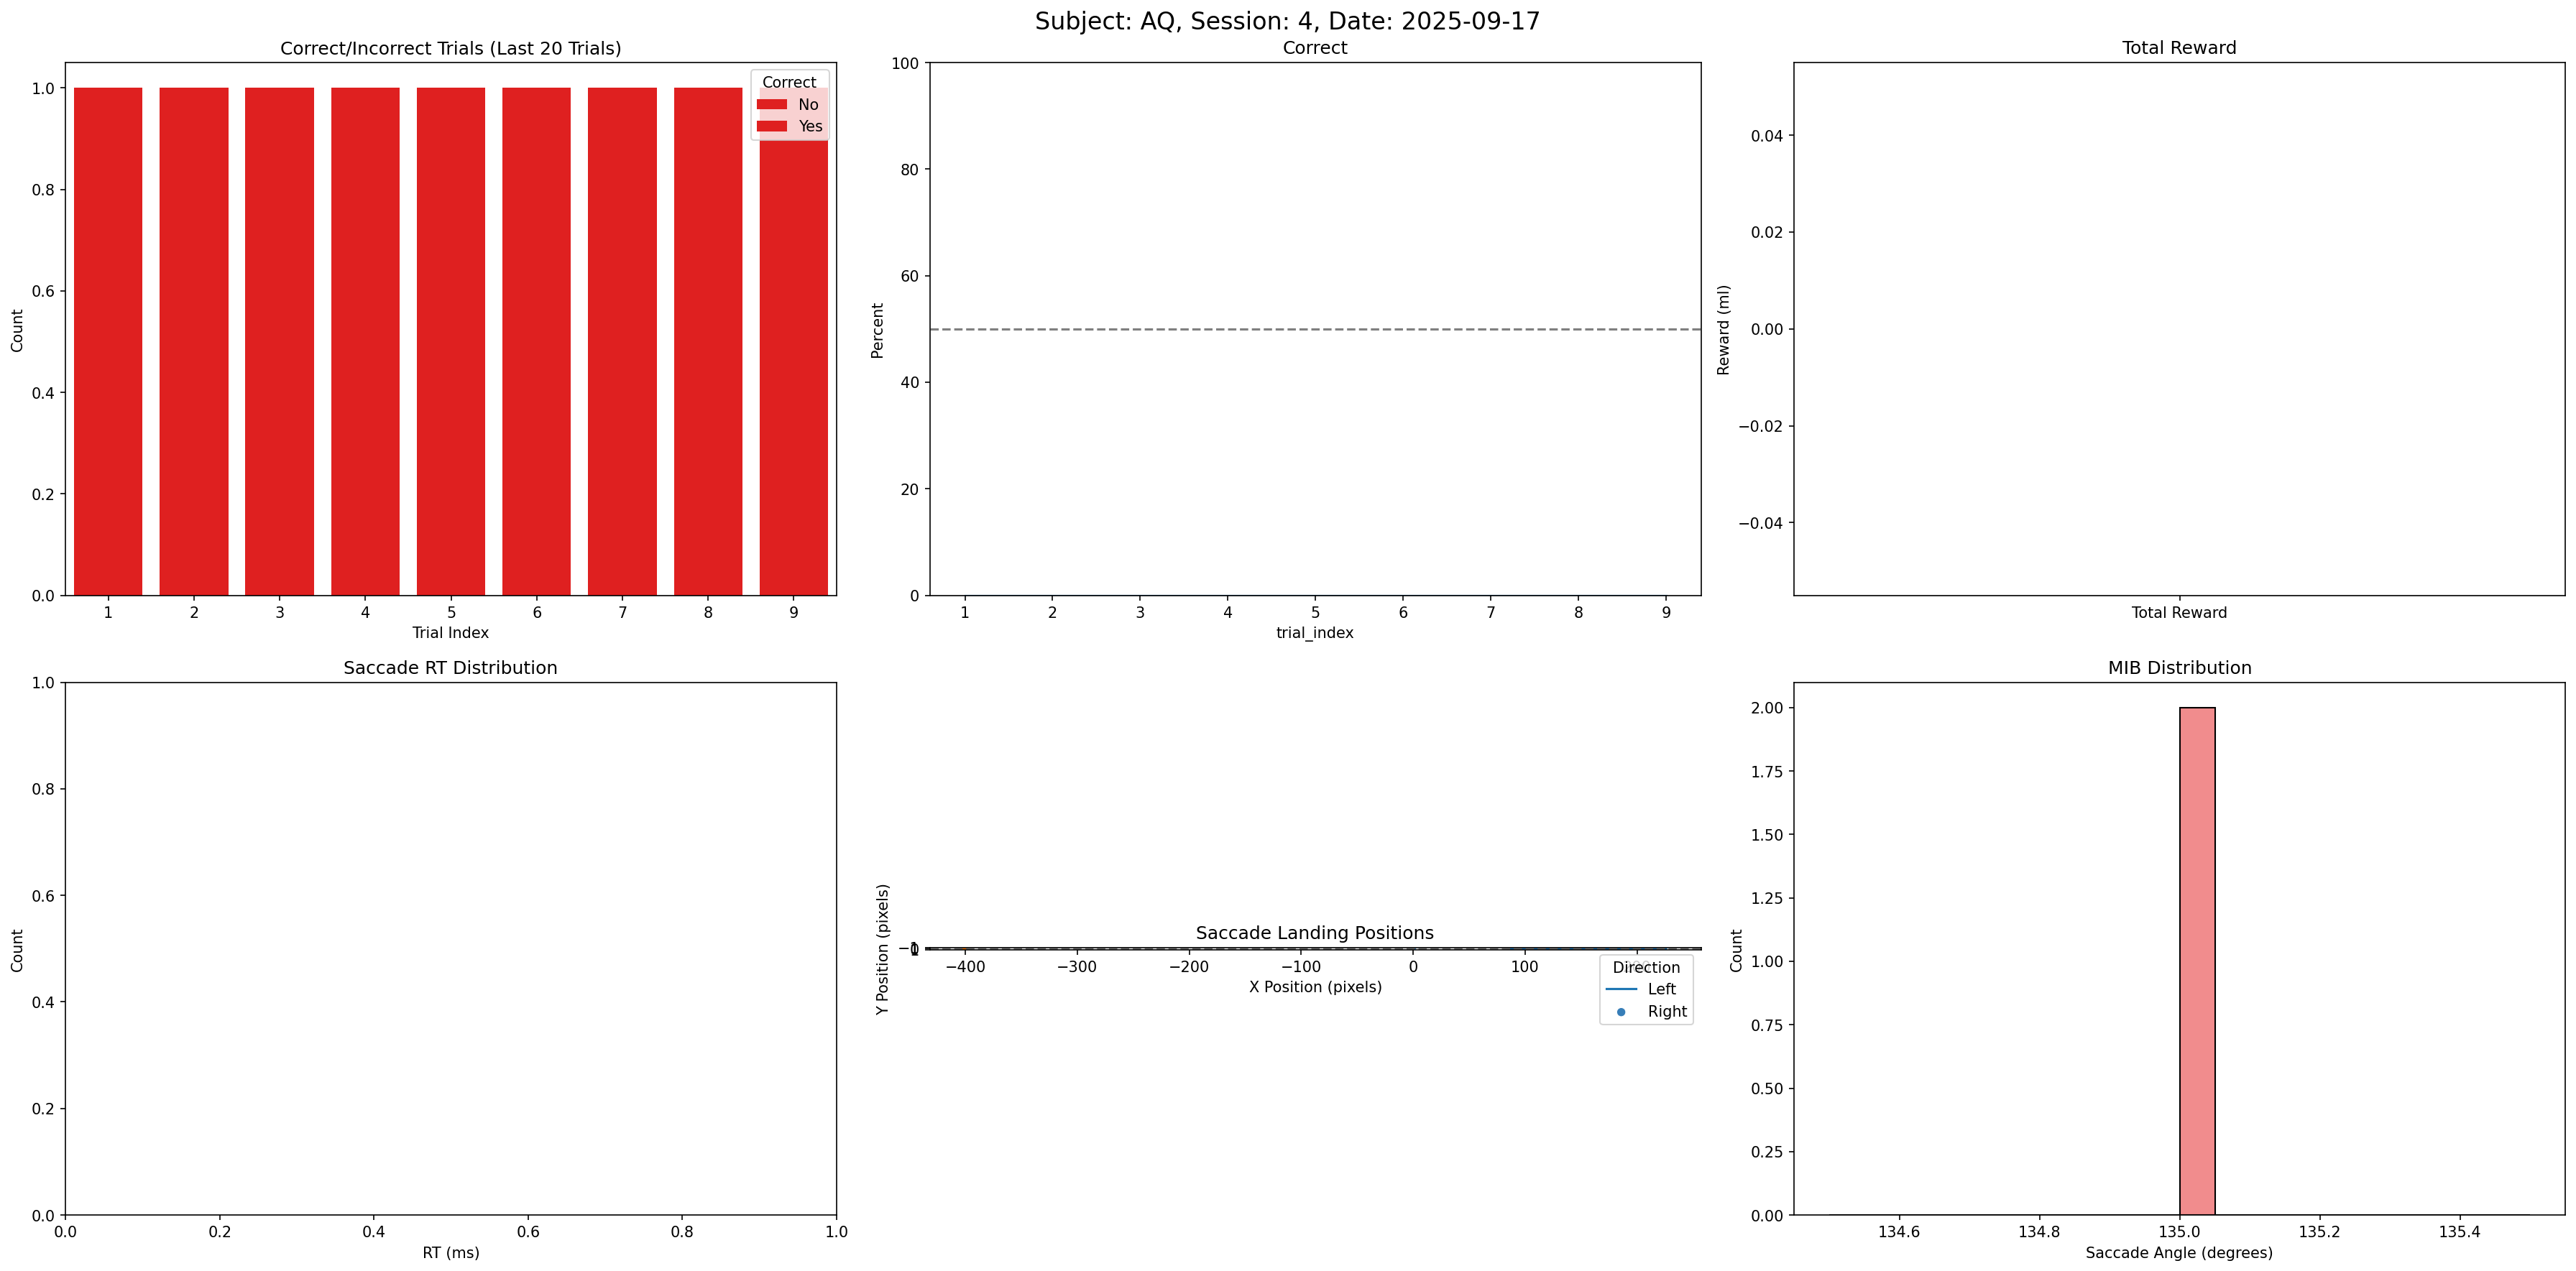 Subject: AQ, Session: 4, Date: 2025-09-17
Correct/Incorrect Trials (Last 20 Trials)
Count
1.0
0.8
0.6
0.4
0.2
0.0
Correct
No
Yes
1 2 3 4 5 6 7 8 9
Trial Index
Correct
Percent
100
80
60
40
20
0
1 2 3 4 5 6 7 8 9
trial_index
Total Reward
Reward (ml)
0.04
0.02
0.00
−0.02
−0.04
Total Reward
Saccade RT Distribution
Count
1.0
0.8
0.6
0.4
0.2
0.0
0.0 0.2 0.4 0.6 0.8 1.0
RT (ms)
Saccade Landing Positions
Y Position (pixels)
−400 −300 −200 −100 0 100
X Position (pixels)
Direction
Left
Right
MIB Distribution
Count
2.00
1.75
1.50
1.25
1.00
0.75
0.50
0.25
0.00
134.6 134.8 135.0 135.2 135.4
Saccade Angle (degrees)